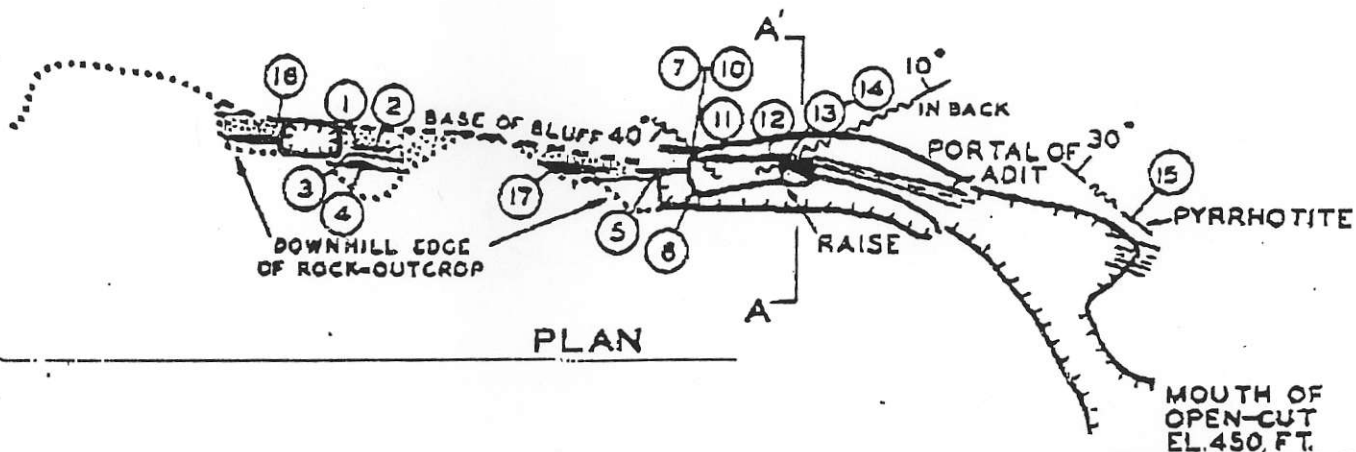 A'
7 10
14
10°
18
1
2
11
12
13
IN BACK
BASE OF BLUFF 40°
30°
PORTAL OF
ADIT
15
PYRRHOTITE
3
4
17
5
8
RAISE
DOWNHILL EDGE
OF ROCK-OUTCROP
A
PLAN
MOUTH OF
OPEN-CUT
EL. 450, FT.